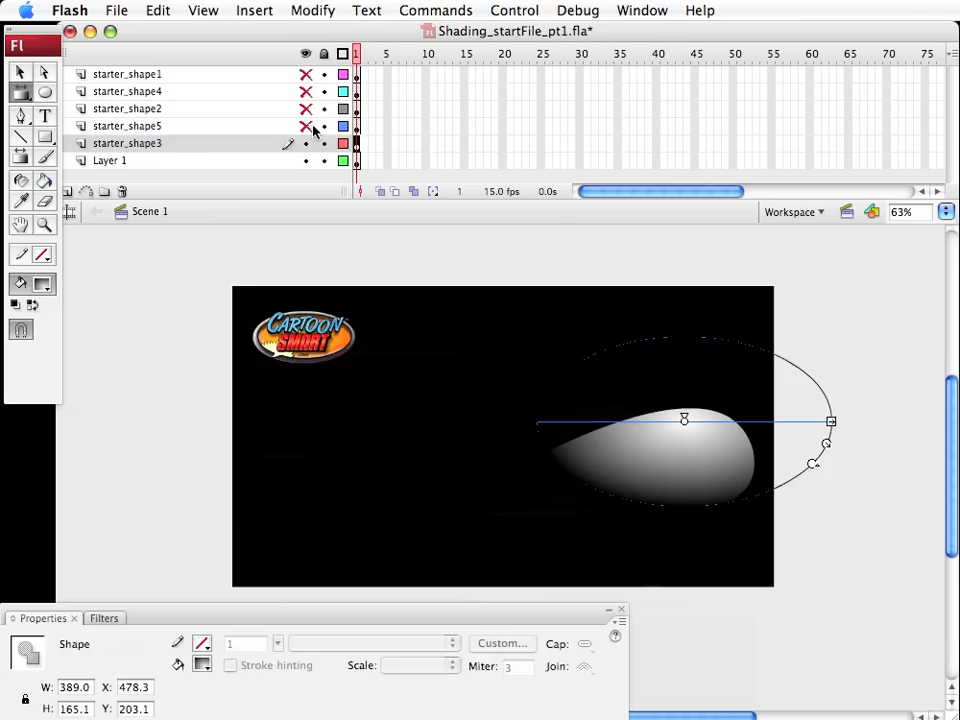 Flash File Edit View Insert Modify Text Commands Control Debug Window Help
Shading_startFile_pt1.fla*
Fl
1 5 10 15 20 25 30 35 40 45 50 55 60 65 70 75
starter_shape1
starter_shape4
starter_shape2
starter_shape5
starter_shape3
Layer 1
1 15.0 fps 0.0s
Scene 1 Workspace 63%
T
CARTOON
SMART
Properties Filters
Shape 1 Custom... Cap:
Stroke hinting Scale: Miter: 3 Join:
W: 389.0 X: 478.3
H: 165.1 Y: 203.1